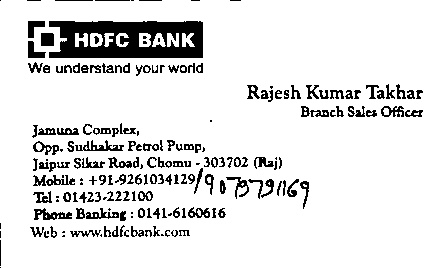 HDFC BANK
We understand your world
Rajesh Kumar Takhar
Branch Sales Officer
Jamuna Complex,
Opp. Sudhakar Petrol Pump,
Jaipur Sikar Road, Chomu - 303702 (Raj)
Mobile : +91-9261034129/9079791169
Tel : 01423-222100
Phone Banking : 0141-6160616
Web : www.hdfcbank.com